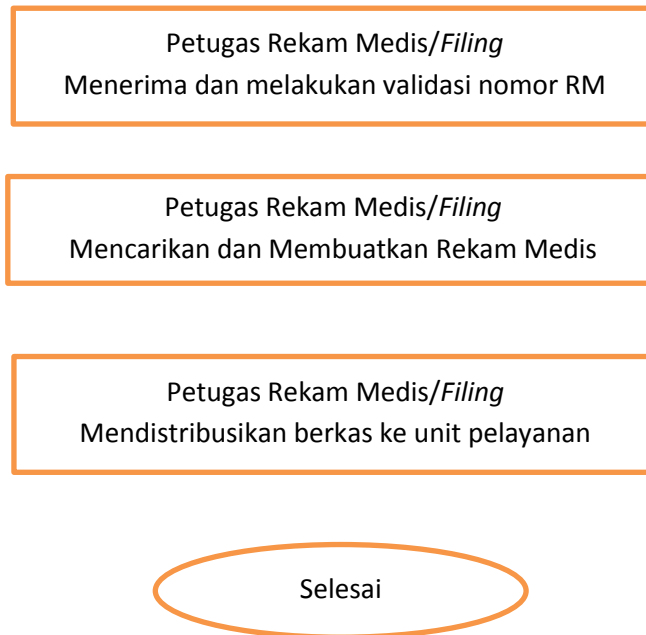 Petugas Rekam Medis/Filing
Menerima dan melakukan validasi nomor RM
Petugas Rekam Medis/Filing
Mencarikan dan Membuatkan Rekam Medis
Petugas Rekam Medis/Filing
Mendistribusikan berkas ke unit pelayanan
Selesai